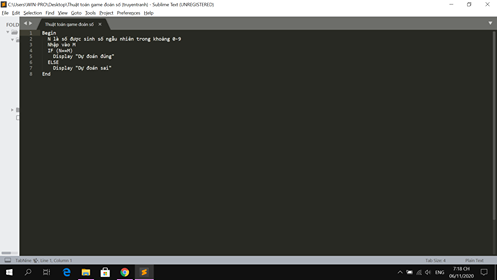 C:\Users\WIN-PRO\Desktop\Thuật toán game đoán số (truyentranh) - Sublime Text (UNREGISTERED)
File Edit Selection Find View Goto Tools Project Preferences Help
FOLD
Thuật toán game đoán số
1 Begin
2 N là số được sinh số ngẫu nhiên trong khoảng 0-9
3 Nhập vào M
4 IF (N==M)
5 Display "Dự đoán đúng"
6 ELSE
7 Display "Dự đoán sai"
8 End
Line 1, Column 1
Tab Size: 4
Plain Text
ENG
7:18 CH
06/11/2020